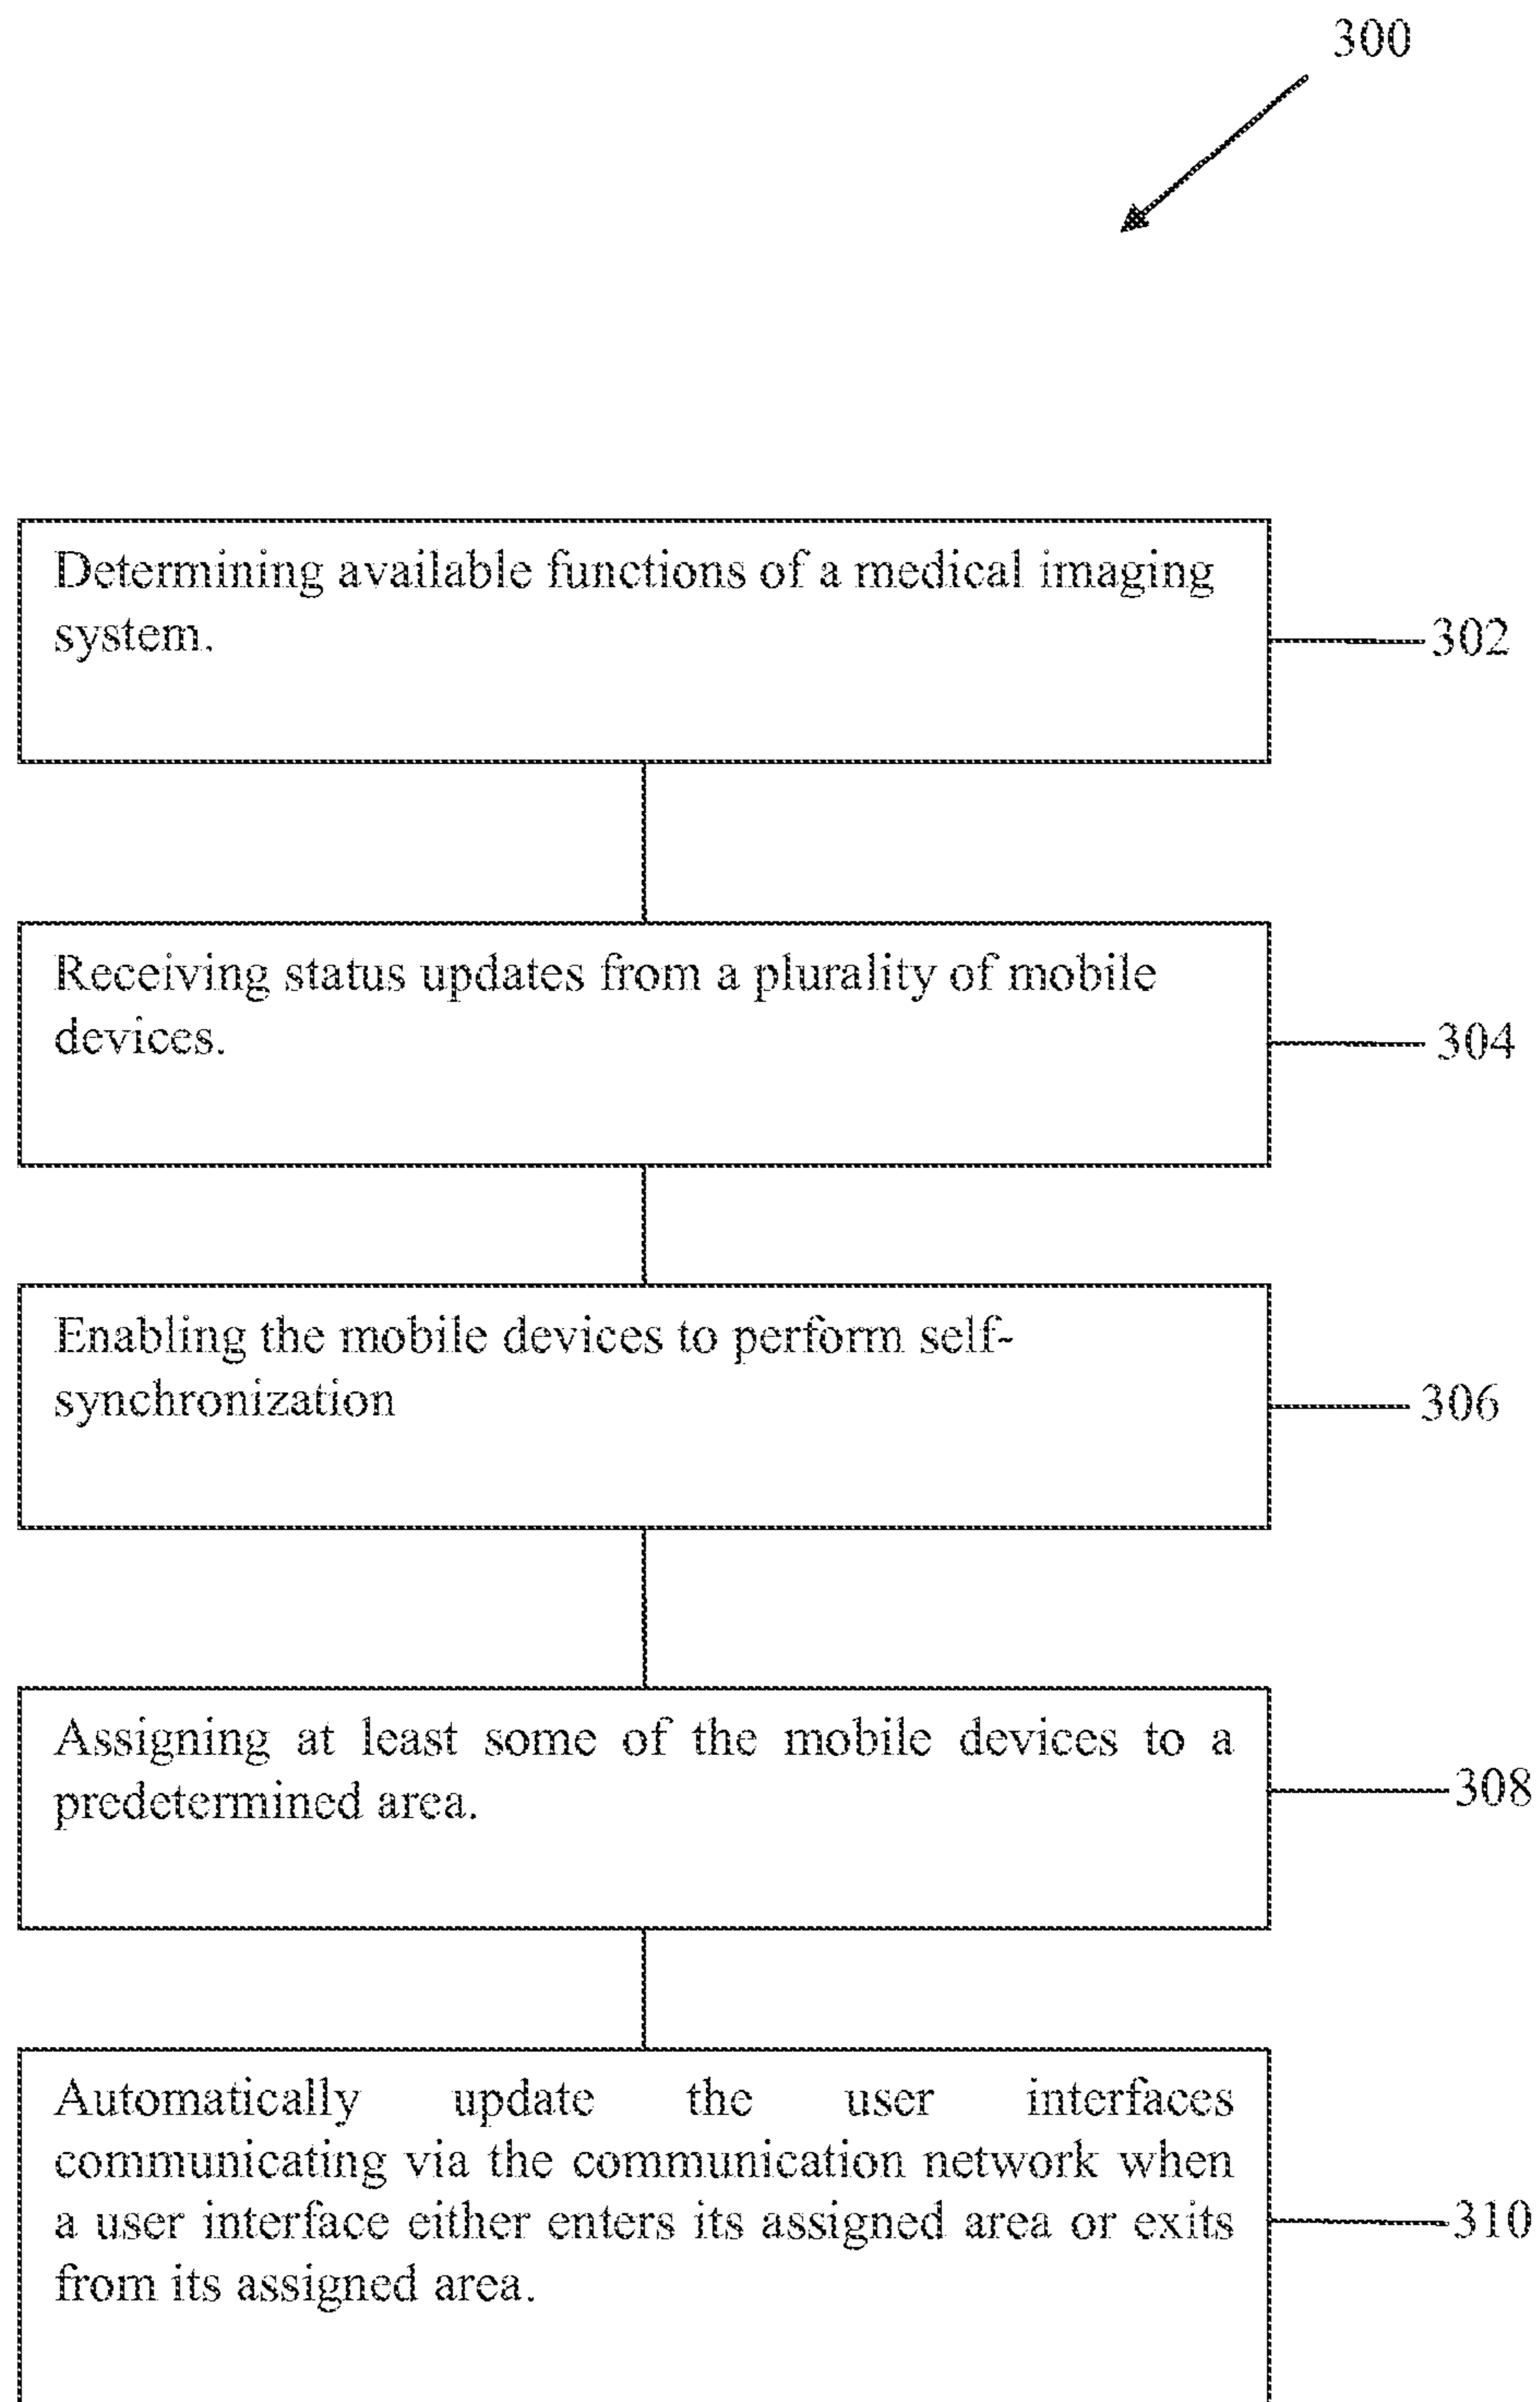 300
Determining available functions of a medical imaging
system.
302
Receiving status updates from a plurality of mobile
devices.
304
Enabling the mobile devices to perform self-
synchronization
306
Assigning at least some of the mobile devices to a
predetermined area.
308
Automatically update the user interfaces
communicating via the communication network when
a user interface either enters its assigned area or exits
from its assigned area.
310